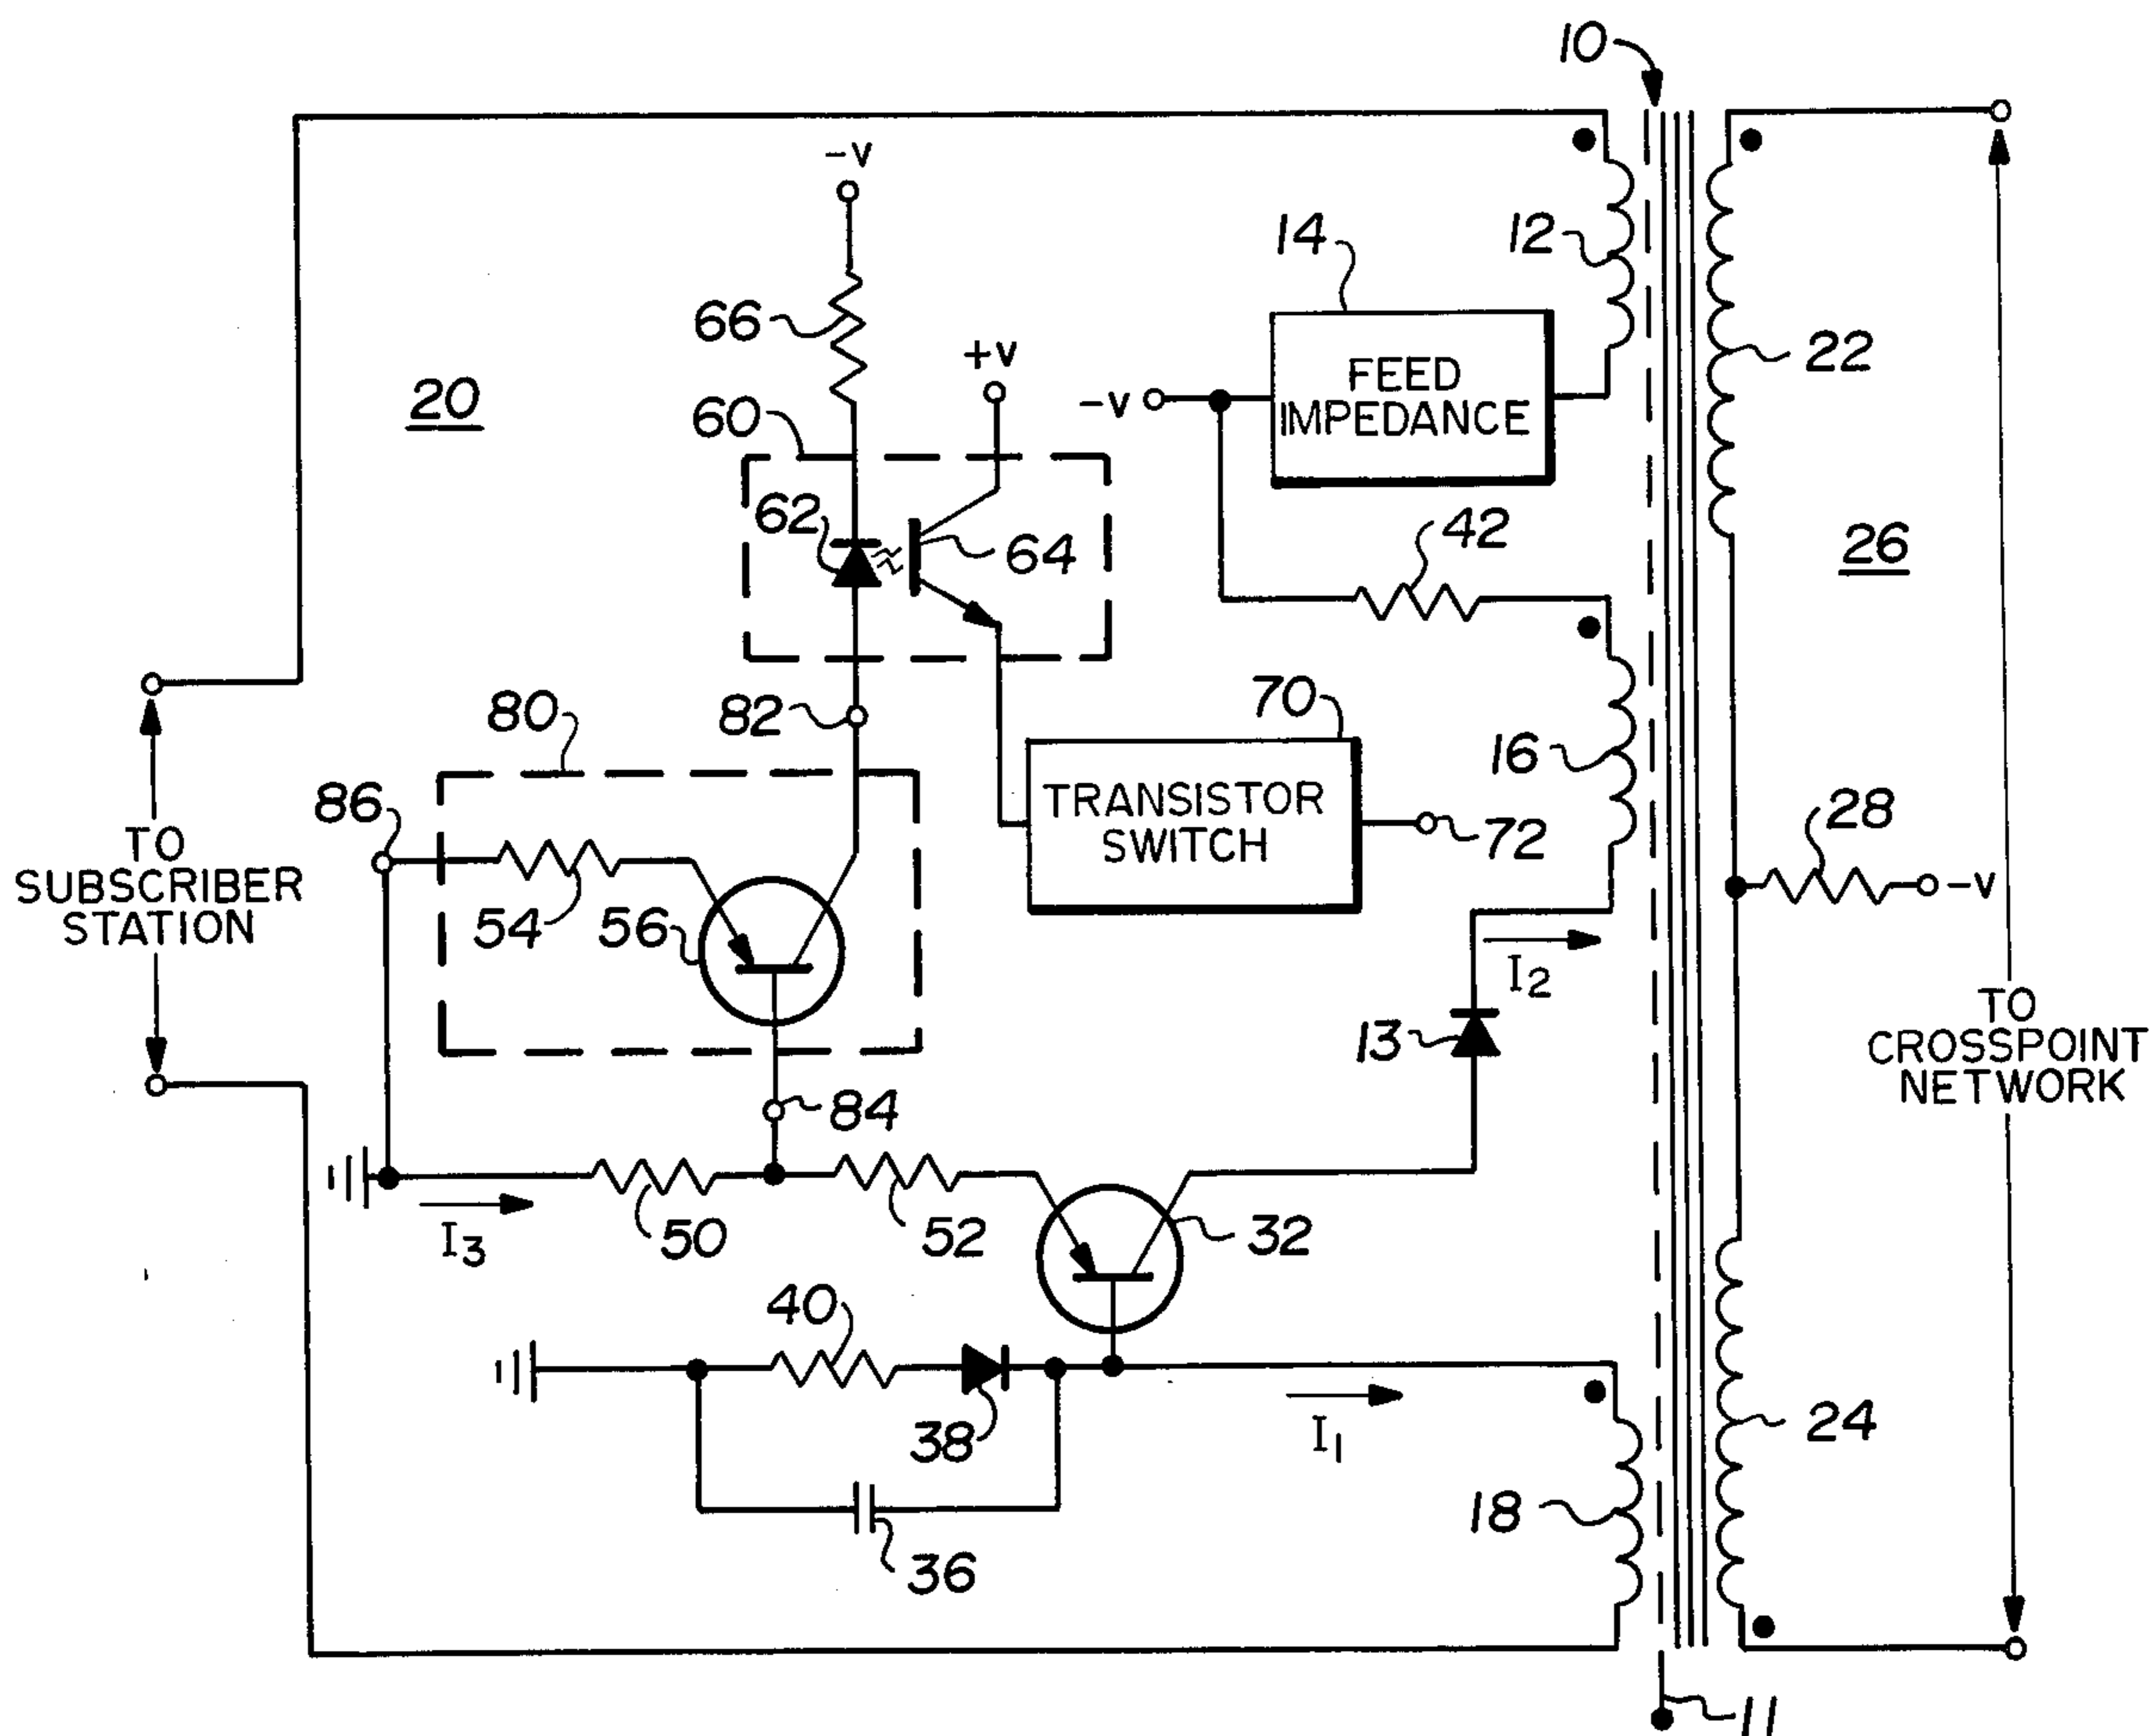 10
-V
14
12
66
+V
FEED
IMPEDANCE
22
20
60
-V
62
64
42
26
82
70
80
16
86
TRANSISTOR
SWITCH
72
28
TO
SUBSCRIBER
STATION
54
56
-V
I2
13
TO
CROSSPOINT
NETWORK
84
I3
50
52
32
40
38
I1
24
18
36
11